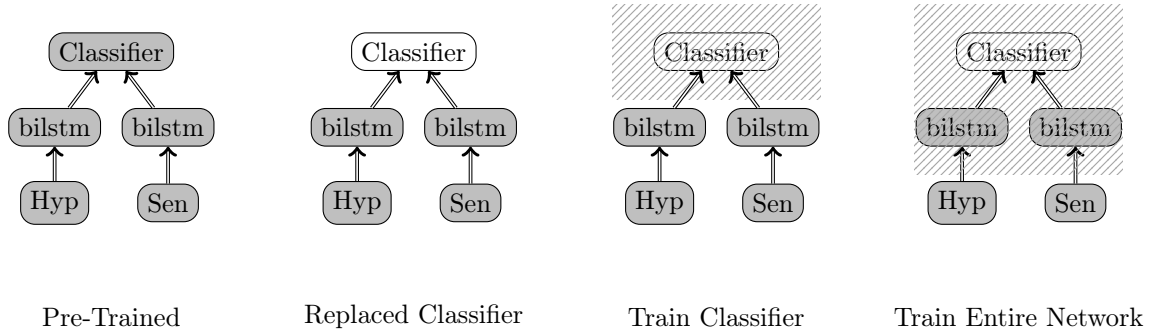 Classifier Classifier Classifier Classifier
bilstm bilstm bilstm bilstm bilstm bilstm bilstm bilstm
Hyp Sen Hyp Sen Hyp Sen Hyp Sen
Pre-Trained Replaced Classifier Train Classifier Train Entire Network